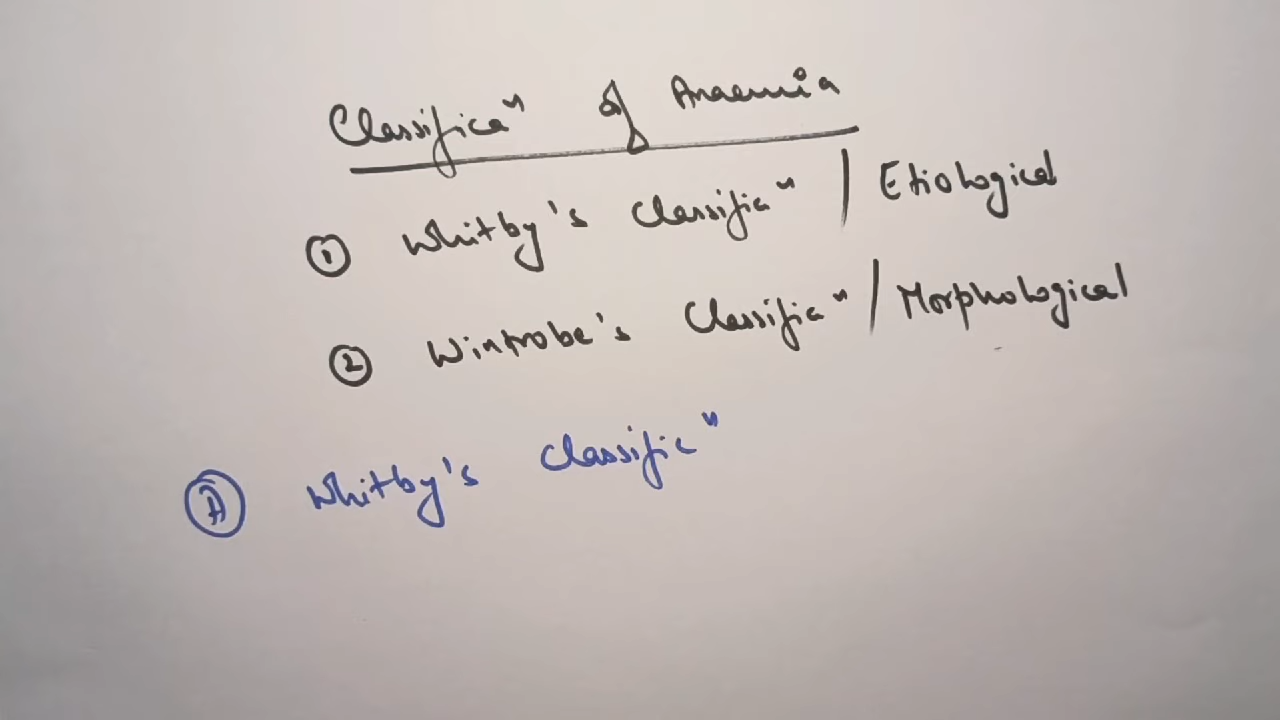 Classificaⁿ of Anaemia
① Whitby's Classificⁿ / Etiological
② Wintrobe's Classificⁿ / Morphological
Ⓐ Whitby's Classificⁿ